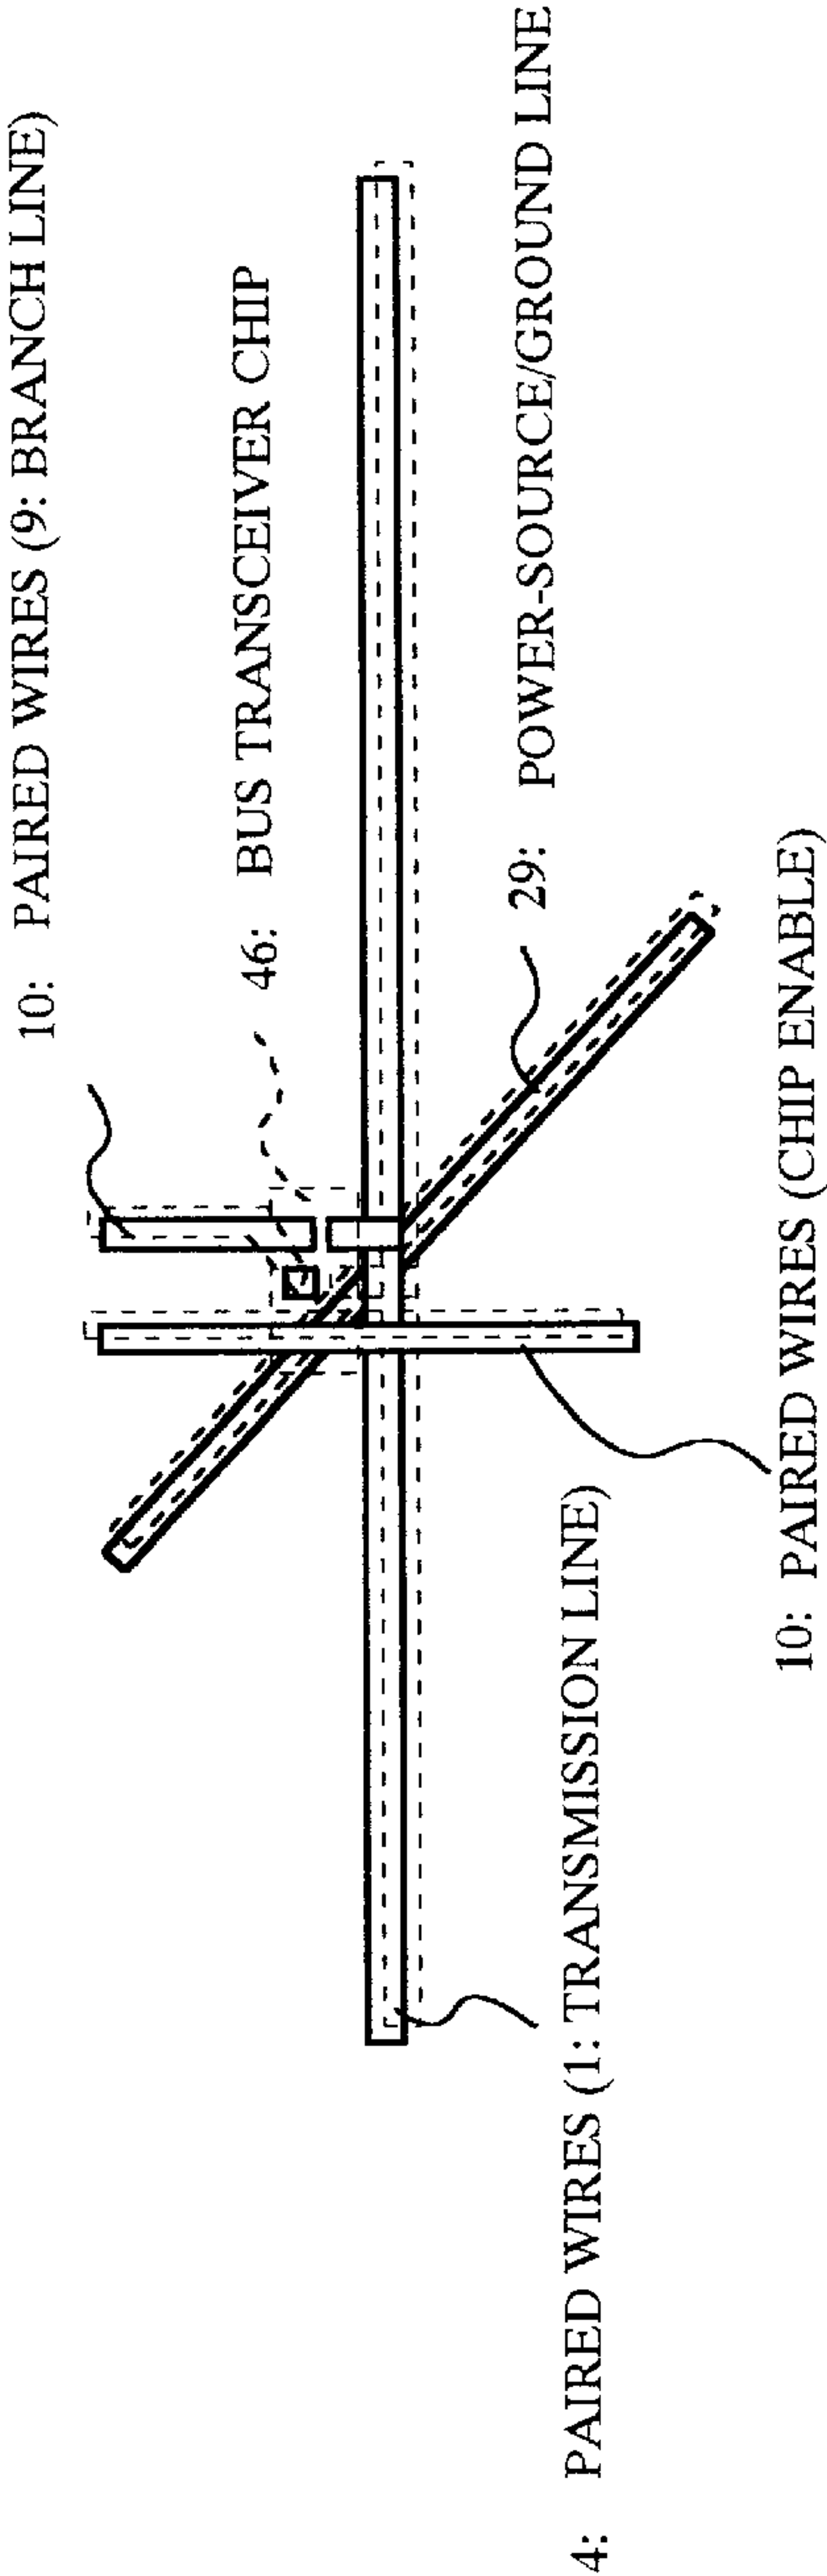 10: PAIRED WIRES (9: BRANCH LINE)
46: BUS TRANSCEIVER CHIP
29: POWER-SOURCE/GROUND LINE
4: PAIRED WIRES (1: TRANSMISSION LINE)
10: PAIRED WIRES (CHIP ENABLE)